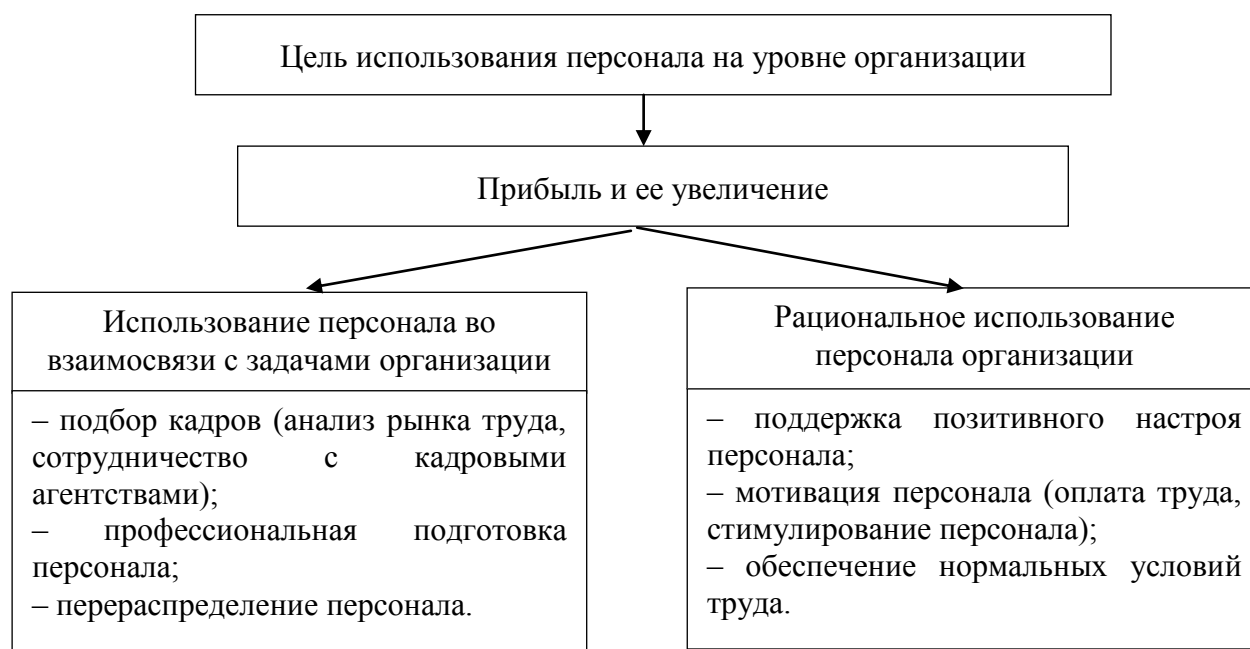 Цель использования персонала на уровне организации
Прибыль и ее увеличение
Использование персонала во
взаимосвязи с задачами организации
– подбор кадров (анализ рынка труда,
сотрудничество с кадровыми
агентствами);
– профессиональная подготовка
персонала;
– перераспределение персонала.
Рациональное использование
персонала организации
– поддержка позитивного настроя
персонала;
– мотивация персонала (оплата труда,
стимулирование персонала);
– обеспечение нормальных условий
труда.